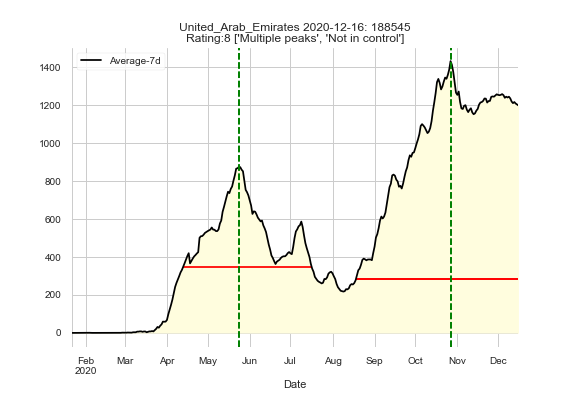 United_Arab_Emirates 2020-12-16: 188545
Rating:8 ['Multiple peaks', 'Not in control']
Average-7d
1400
1200
1000
800
600
400
200
0
Feb Mar Apr May Jun Jul Aug Sep Oct Nov Dec
2020
Date